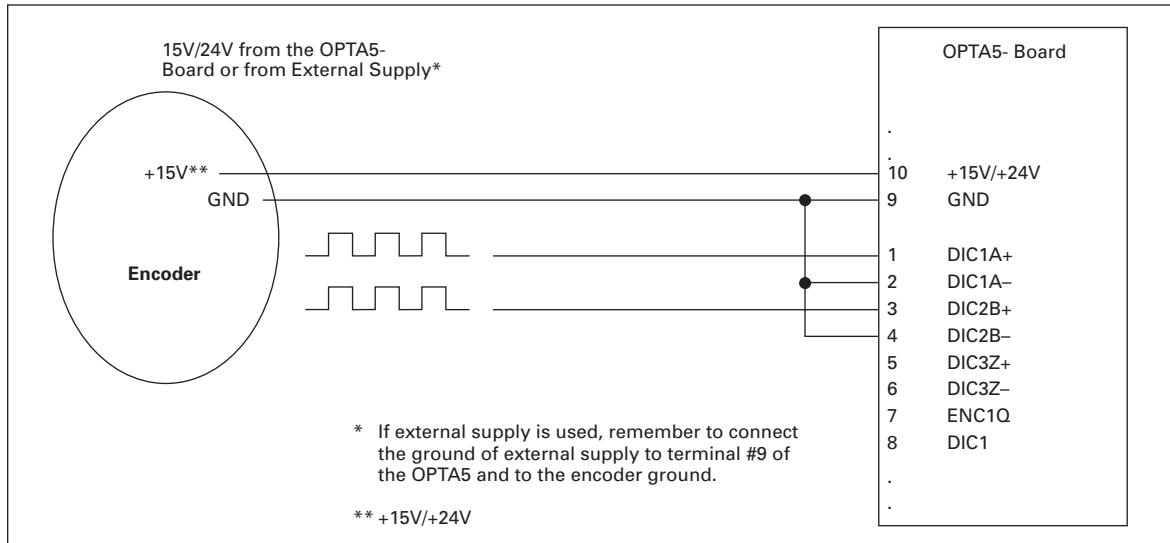 15V/24V from the OPTA5-
Board or from External Supply*
OPTA5- Board
.
.
+15V**
10 +15V/+24V
GND
9 GND
1 DIC1A+
Encoder
2 DIC1A–
3 DIC2B+
4 DIC2B–
5 DIC3Z+
6 DIC3Z–
7 ENC1Q
8 DIC1
.
.
* If external supply is used, remember to connect
the ground of external supply to terminal #9 of
the OPTA5 and to the encoder ground.
** +15V/+24V